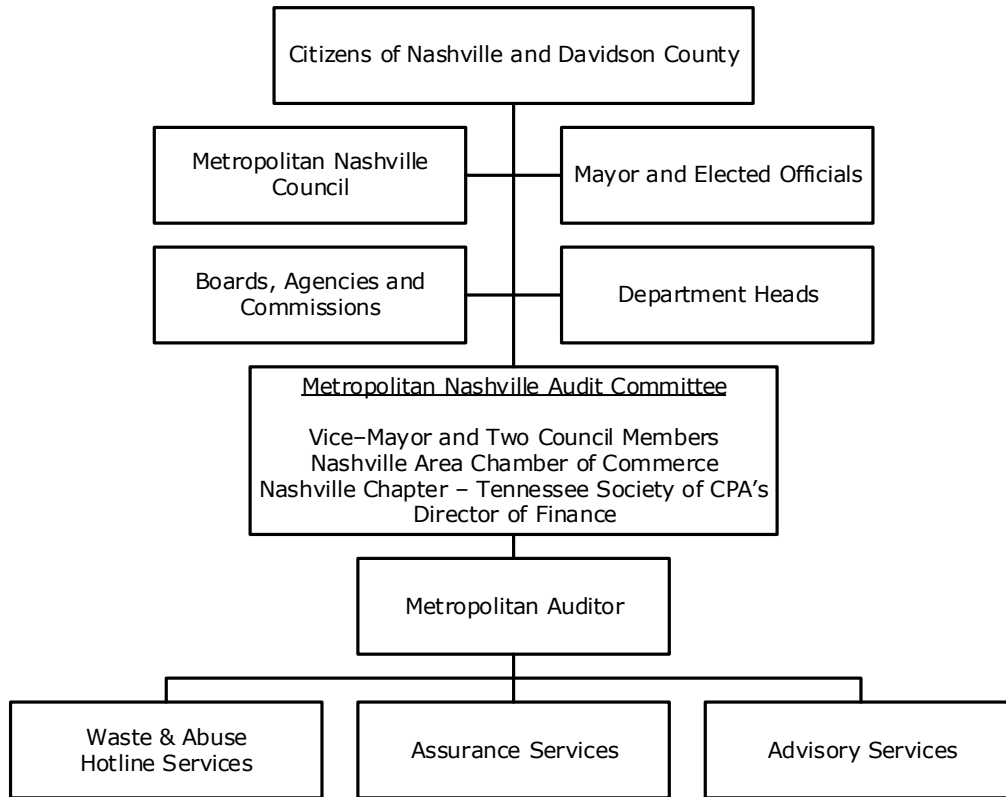 Citizens of Nashville and Davidson County
Metropolitan Nashville
Council
Mayor and Elected Officials
Boards, Agencies and
Commissions
Department Heads
Metropolitan Nashville Audit Committee
Vice–Mayor and Two Council Members
Nashville Area Chamber of Commerce
Nashville Chapter – Tennessee Society of CPA’s
Director of Finance
Metropolitan Auditor
Waste & Abuse
Hotline Services
Assurance Services
Advisory Services